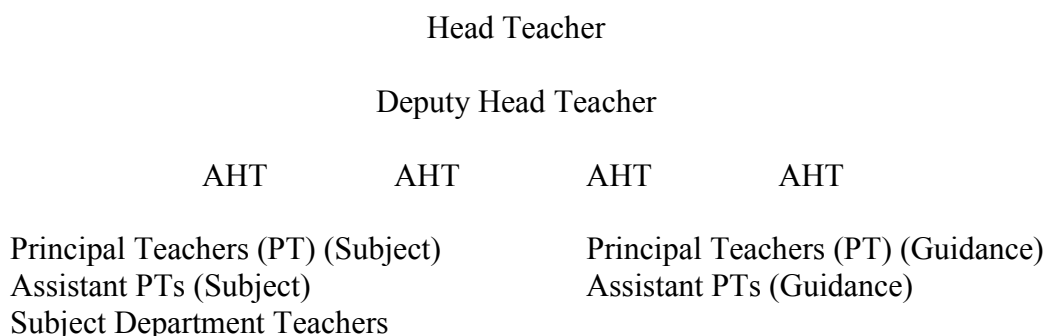 Head Teacher
Deputy Head Teacher
AHT AHT AHT AHT
Principal Teachers (PT) (Subject) Principal Teachers (PT) (Guidance)
Assistant PTs (Subject) Assistant PTs (Guidance)
Subject Department Teachers